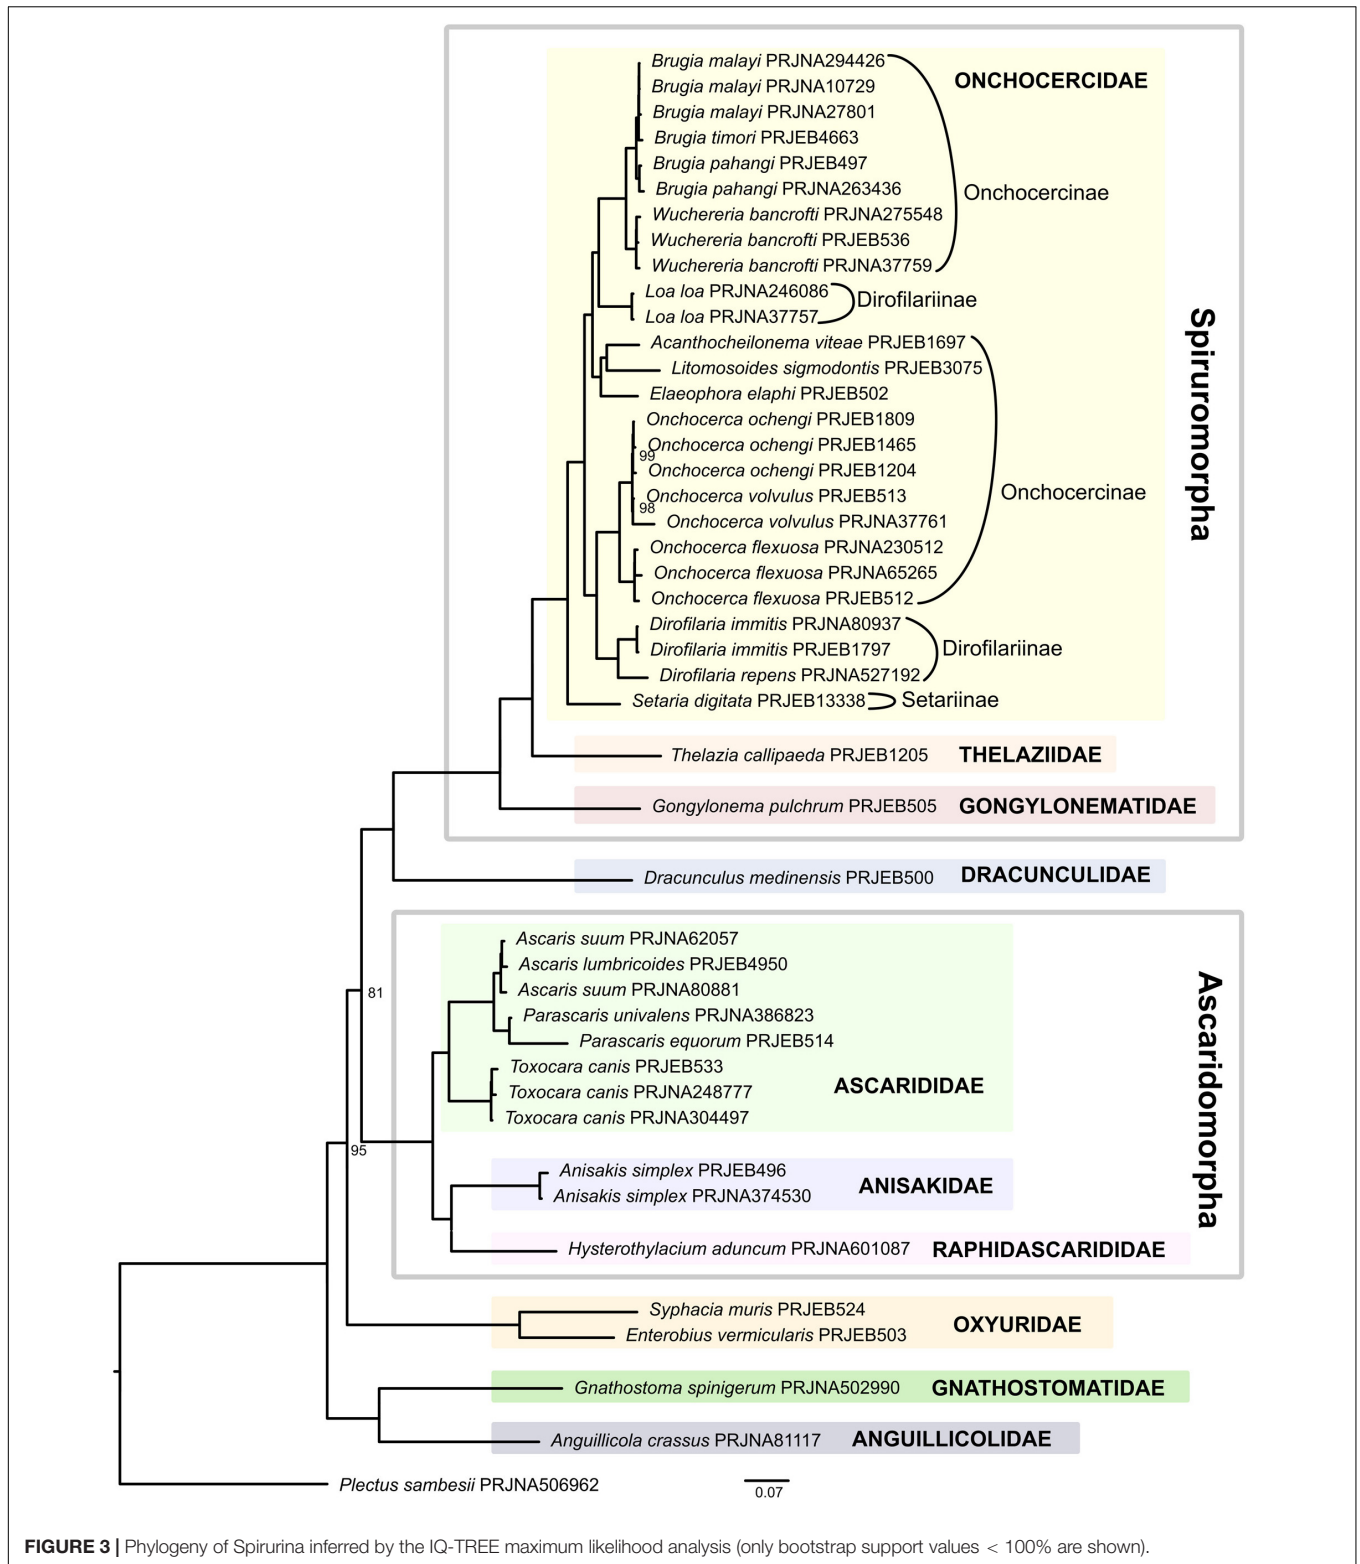 Brugia malayi PRJNA294426
ONCHOCERCIDAE
Brugia malayi PRJNA10729
Brugia malayi PRJNA27801
Brugia timori PRJEB4663
Brugia pahangi PRJEB497
Brugia pahangi PRJNA263436
Onchocercinae
Wuchereria bancrofti PRJNA275548
Wuchereria bancrofti PRJEB536
Wuchereria bancrofti PRJNA37759
Loa loa PRJNA246086
Dirofilariinae
Loa loa PRJNA37757
Acanthocheilonema viteae PRJEB1697
Litomosoides sigmodontis PRJEB3075
Elaeophora elaphi PRJEB502
Onchocerca ochengi PRJEB1809
Onchocerca ochengi PRJEB1465
99
Onchocerca ochengi PRJEB1204
Onchocerca volvulus PRJEB513
Onchocercinae
98
Onchocerca volvulus PRJNA37761
Onchocerca flexuosa PRJNA230512
Onchocerca flexuosa PRJNA65265
Onchocerca flexuosa PRJEB512
Dirofilaria immitis PRJNA80937
Dirofilaria immitis PRJEB1797
Dirofilariinae
Dirofilaria repens PRJNA527192
Setaria digitata PRJEB13338
Setariinae
Spiruromorpha
Thelazia callipaeda PRJEB1205
THELAZIIDAE
Gongylonema pulchrum PRJEB505
GONGYLONEMATIDAE
Dracunculus medinensis PRJEB500
DRACUNCULIDAE
Ascaris suum PRJNA62057
Ascaris lumbricoides PRJEB4950
Ascaris suum PRJNA80881
81
Parascaris univalens PRJNA386823
Parascaris equorum PRJEB514
Toxocara canis PRJEB533
Toxocara canis PRJNA248777
ASCARIDIDAE
Toxocara canis PRJNA304497
Ascaridomorpha
95
Anisakis simplex PRJEB496
Anisakis simplex PRJNA374530
ANISAKIDAE
Hysterothylacium aduncum PRJNA601087
RAPHIDASCARIDIDAE
Syphacia muris PRJEB524
Enterobius vermicularis PRJEB503
OXYURIDAE
Gnathostoma spinigerum PRJNA502990
GNATHOSTOMATIDAE
Anguillicola crassus PRJNA81117
ANGUILLICOLIDAE
Plectus sambesii PRJNA506962
0.07
FIGURE 3 | Phylogeny of Spirurina inferred by the IQ-TREE maximum likelihood analysis (only bootstrap support values < 100% are shown).